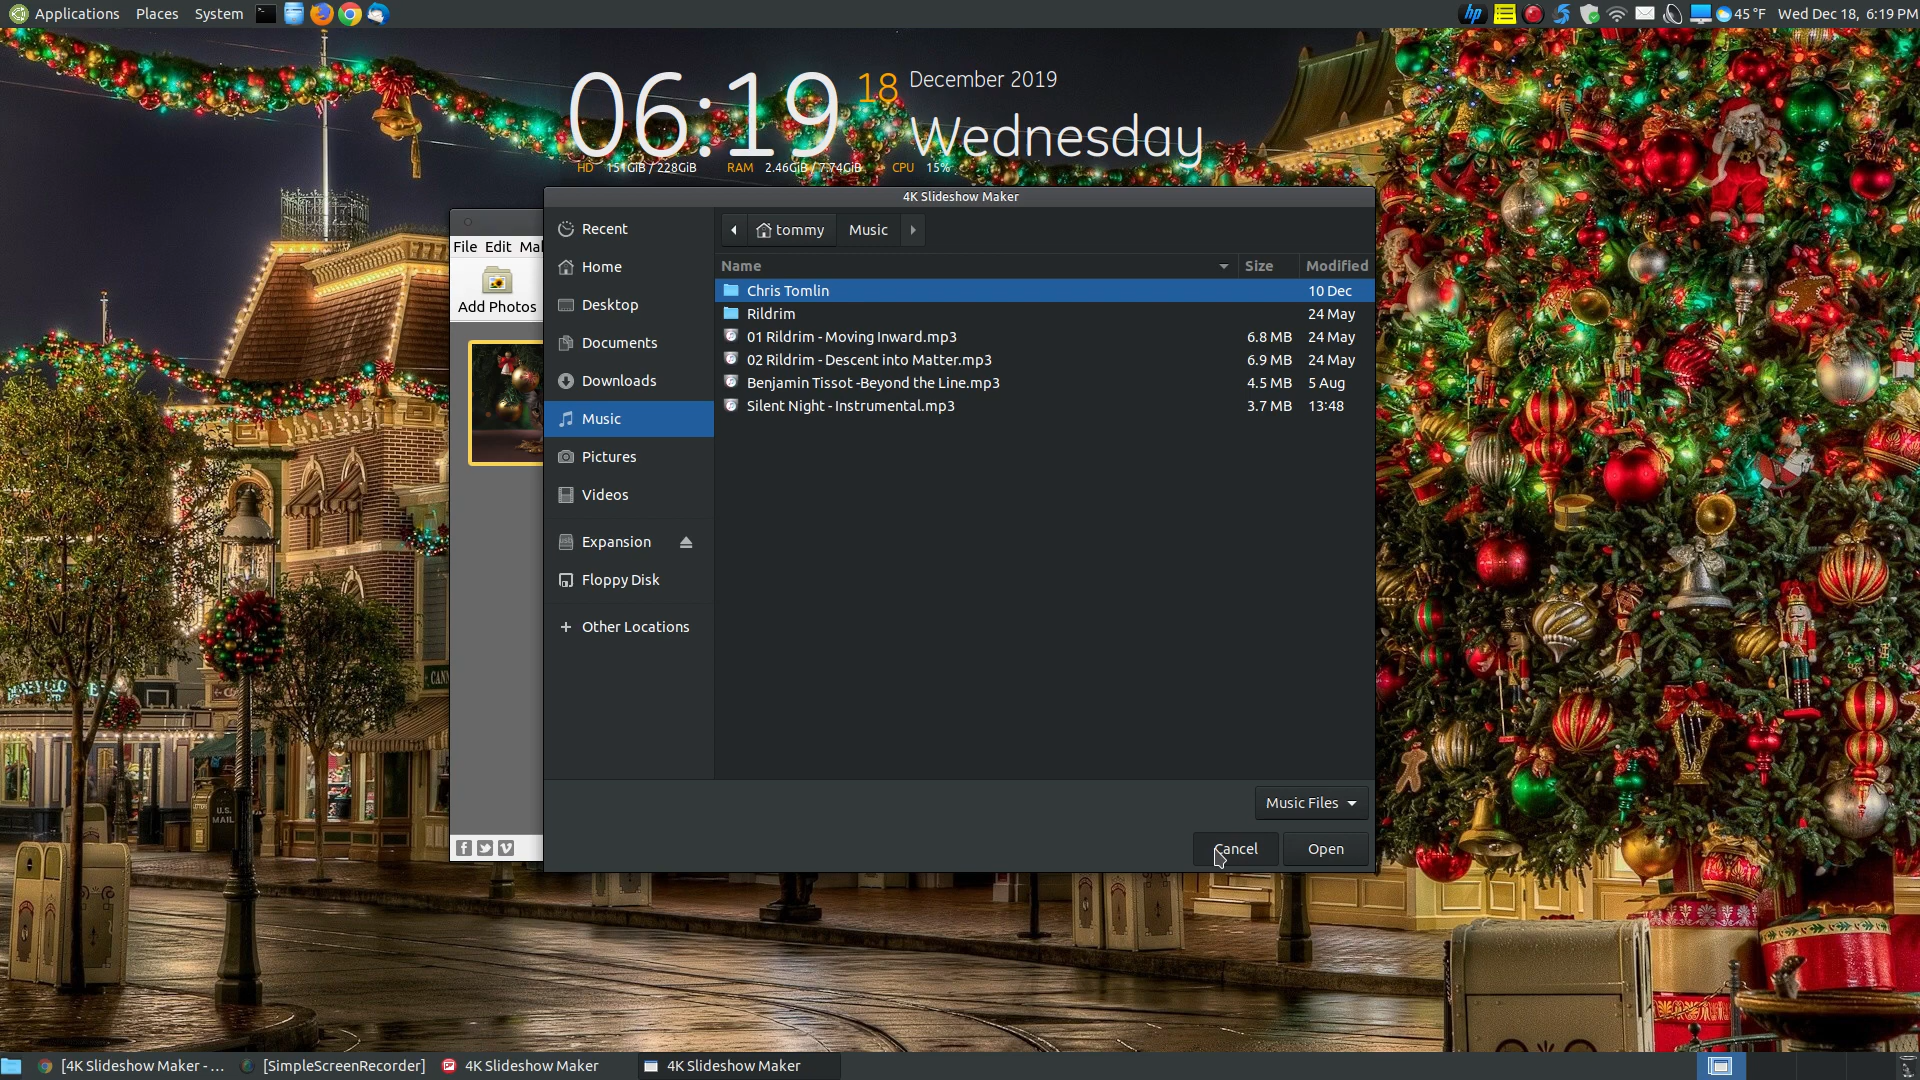 Applications Places System
hp
45 °F Wed Dec 18, 6:19 PM
06:19
18
December 2019
Wednesday
HD 151GiB / 228GiB RAM 2.46GiB / 7.74GiB CPU 15%
4K Slideshow Maker
File Edit Mak
Add Photos
Recent
Home
Desktop
Documents
Downloads
Music
Pictures
Videos
Expansion
Floppy Disk
Other Locations
tommy Music
Name Size Modified
Chris Tomlin 10 Dec
Rildrim 24 May
01 Rildrim - Moving Inward.mp3 6.8 MB 24 May
02 Rildrim - Descent into Matter.mp3 6.9 MB 24 May
Benjamin Tissot -Beyond the Line.mp3 4.5 MB 5 Aug
Silent Night - Instrumental.mp3 3.7 MB 13:48
Music Files
Cancel Open
U.S.
MAIL
[4K Slideshow Maker - ... [SimpleScreenRecorder] 4K Slideshow Maker 4K Slideshow Maker